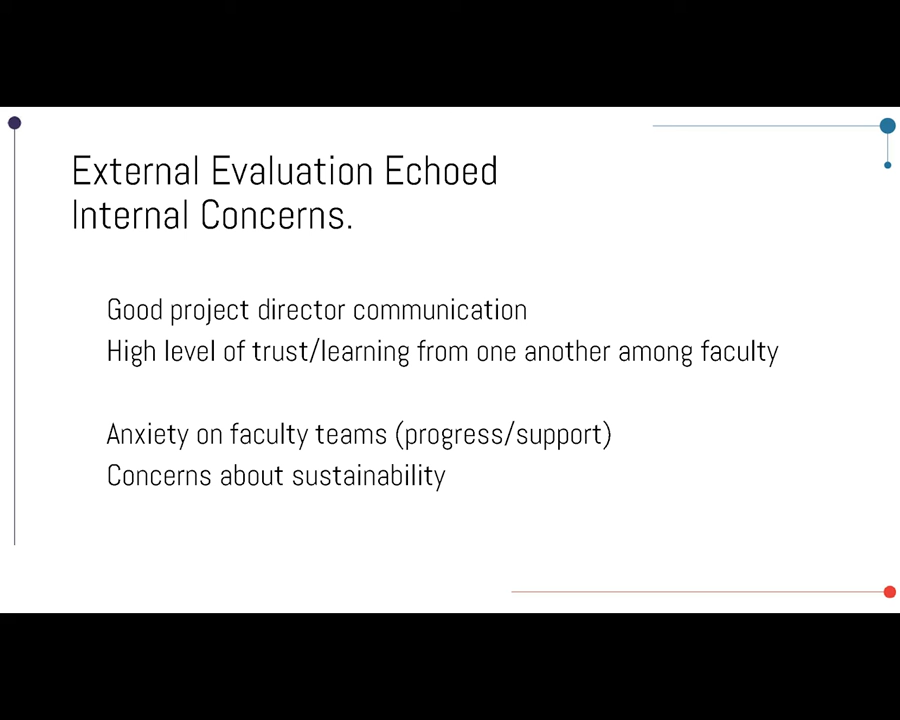 External Evaluation Echoed
Internal Concerns.
Good project director communication
High level of trust/learning from one another among faculty
Anxiety on faculty teams (progress/support)
Concerns about sustainability